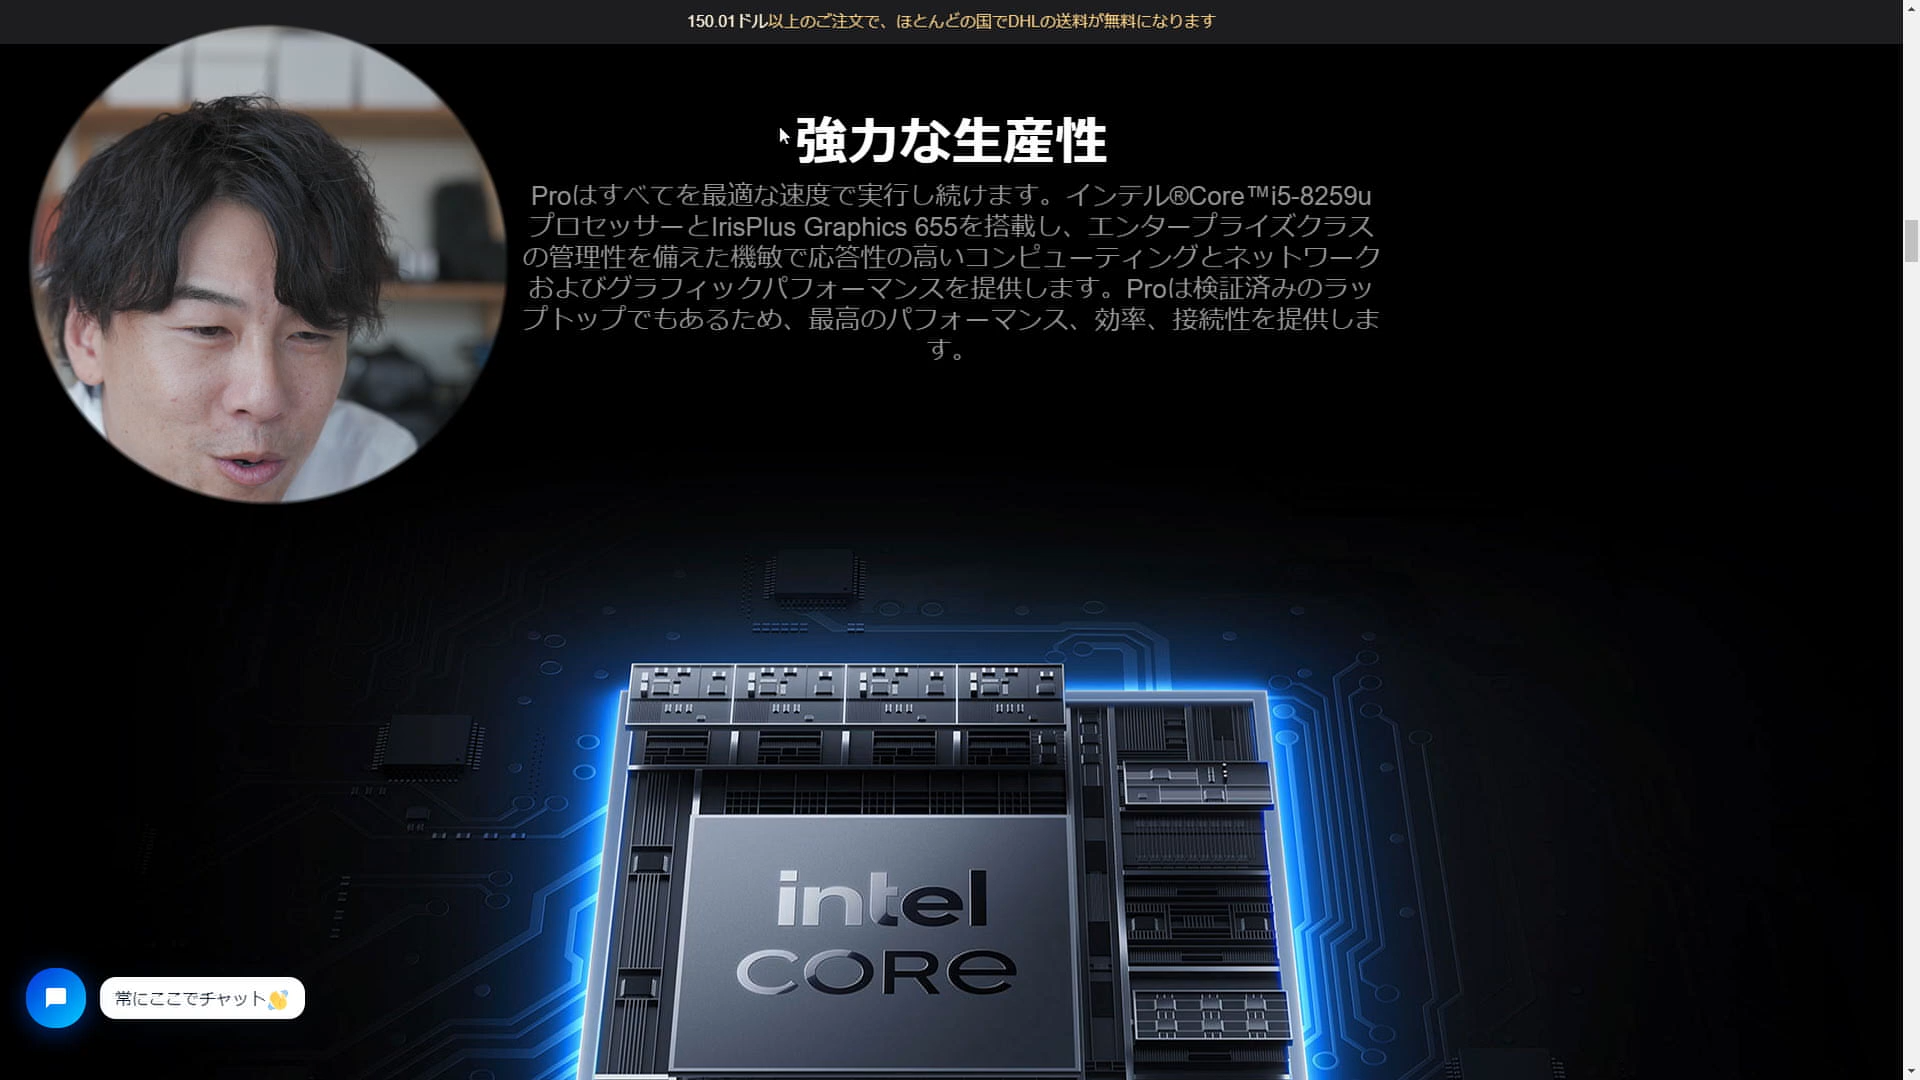 150.01ドル以上のご注文で、ほとんどの国でDHLの送料が無料になります
強力な生産性
Proはすべてを最適な速度で実行し続けます。インテル®Core™i5-8259u
プロセッサーとIrisPlus Graphics 655を搭載し、エンタープライズクラス
の管理性を備えた機敏で応答性の高いコンピューティングとネットワーク
およびグラフィックパフォーマンスを提供します。Proは検証済みのラッ
プトップでもあるため、最高のパフォーマンス、効率、接続性を提供しま
す。
intel
CORE
常にここでチャット👋